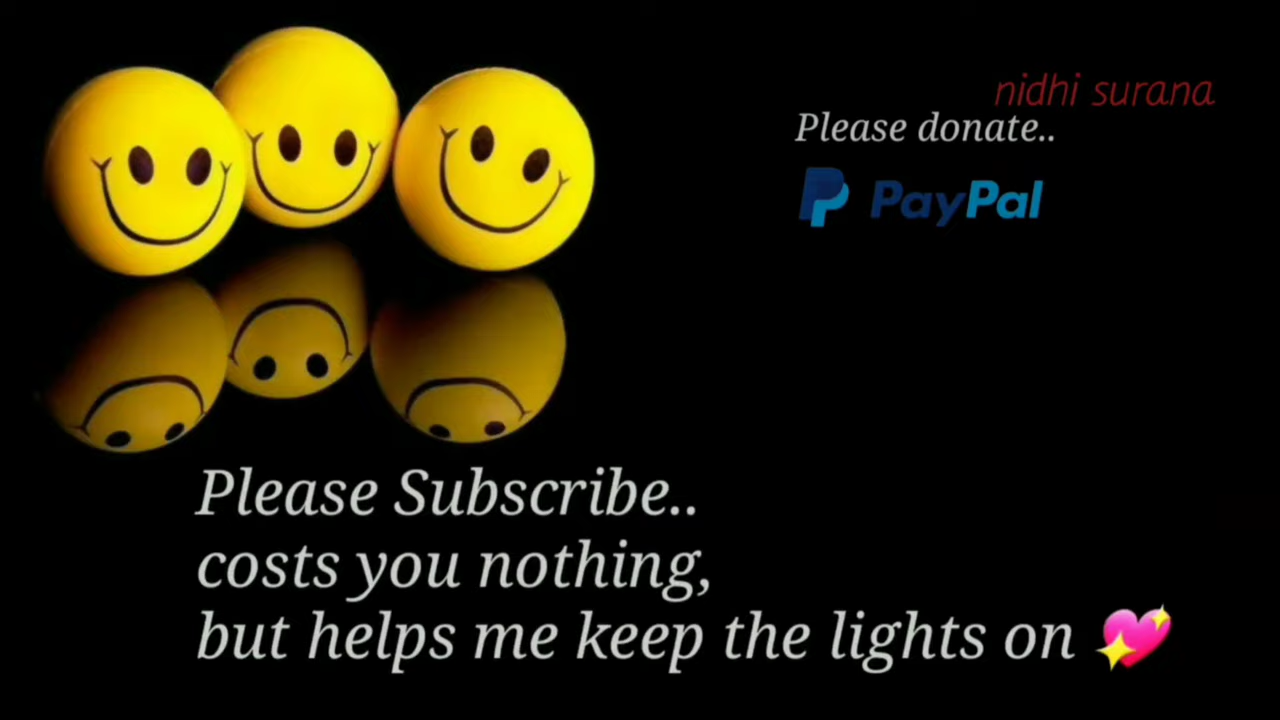 nidhi surana
Please donate..
PayPal
Please Subscribe..
costs you nothing,
but helps me keep the lights on 💖